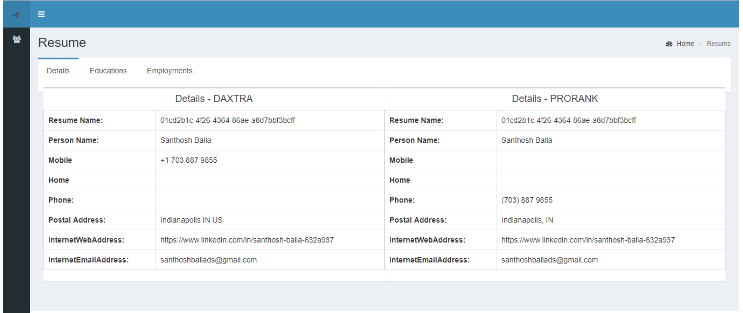 Resume
Home > Resume
Details Educations Employments
Details - DAXTRA Details - PRORANK
Resume Name: 01cd2b1c-4f26-4364-86ae-a8d7bbf3bcff Resume Name: 01cd2b1c-4f26-4364-86ae-a8d7bbf3bcff
Person Name: Santhosh Balla Person Name: Santhosh Balla
Mobile +1 703 887 9855 Mobile
Home Home
Phone: Phone: (703) 887 9855
Postal Address: Indianapolis IN US Postal Address: Indianapolis, IN
InternetWebAddress: https://www.linkedin.com/in/santhosh-balla-632a937 InternetWebAddress: https://www.linkedin.com/in/santhosh-balla-632a937
InternetEmailAddress: santhoshballads@gmail.com InternetEmailAddress: santhoshballads@gmail.com